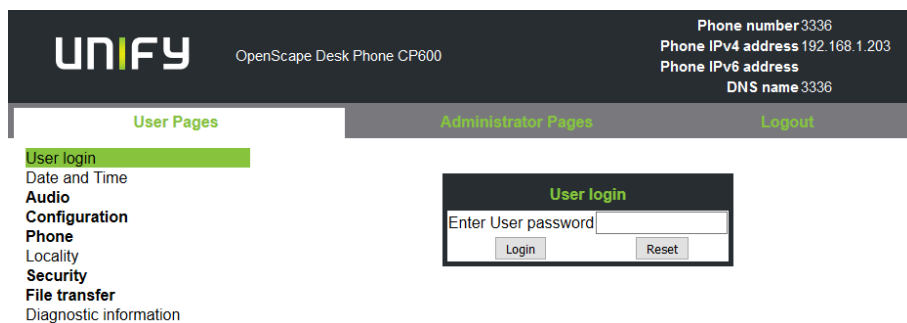 UNIFY
OpenScape Desk Phone CP600
Phone number 3336
Phone IPv4 address 192.168.1.203
Phone IPv6 address
DNS name 3336
User Pages
Administrator Pages
Logout
User login
Date and Time
Audio
Configuration
Phone
Locality
Security
File transfer
Diagnostic information
User login
Enter User password
Login Reset